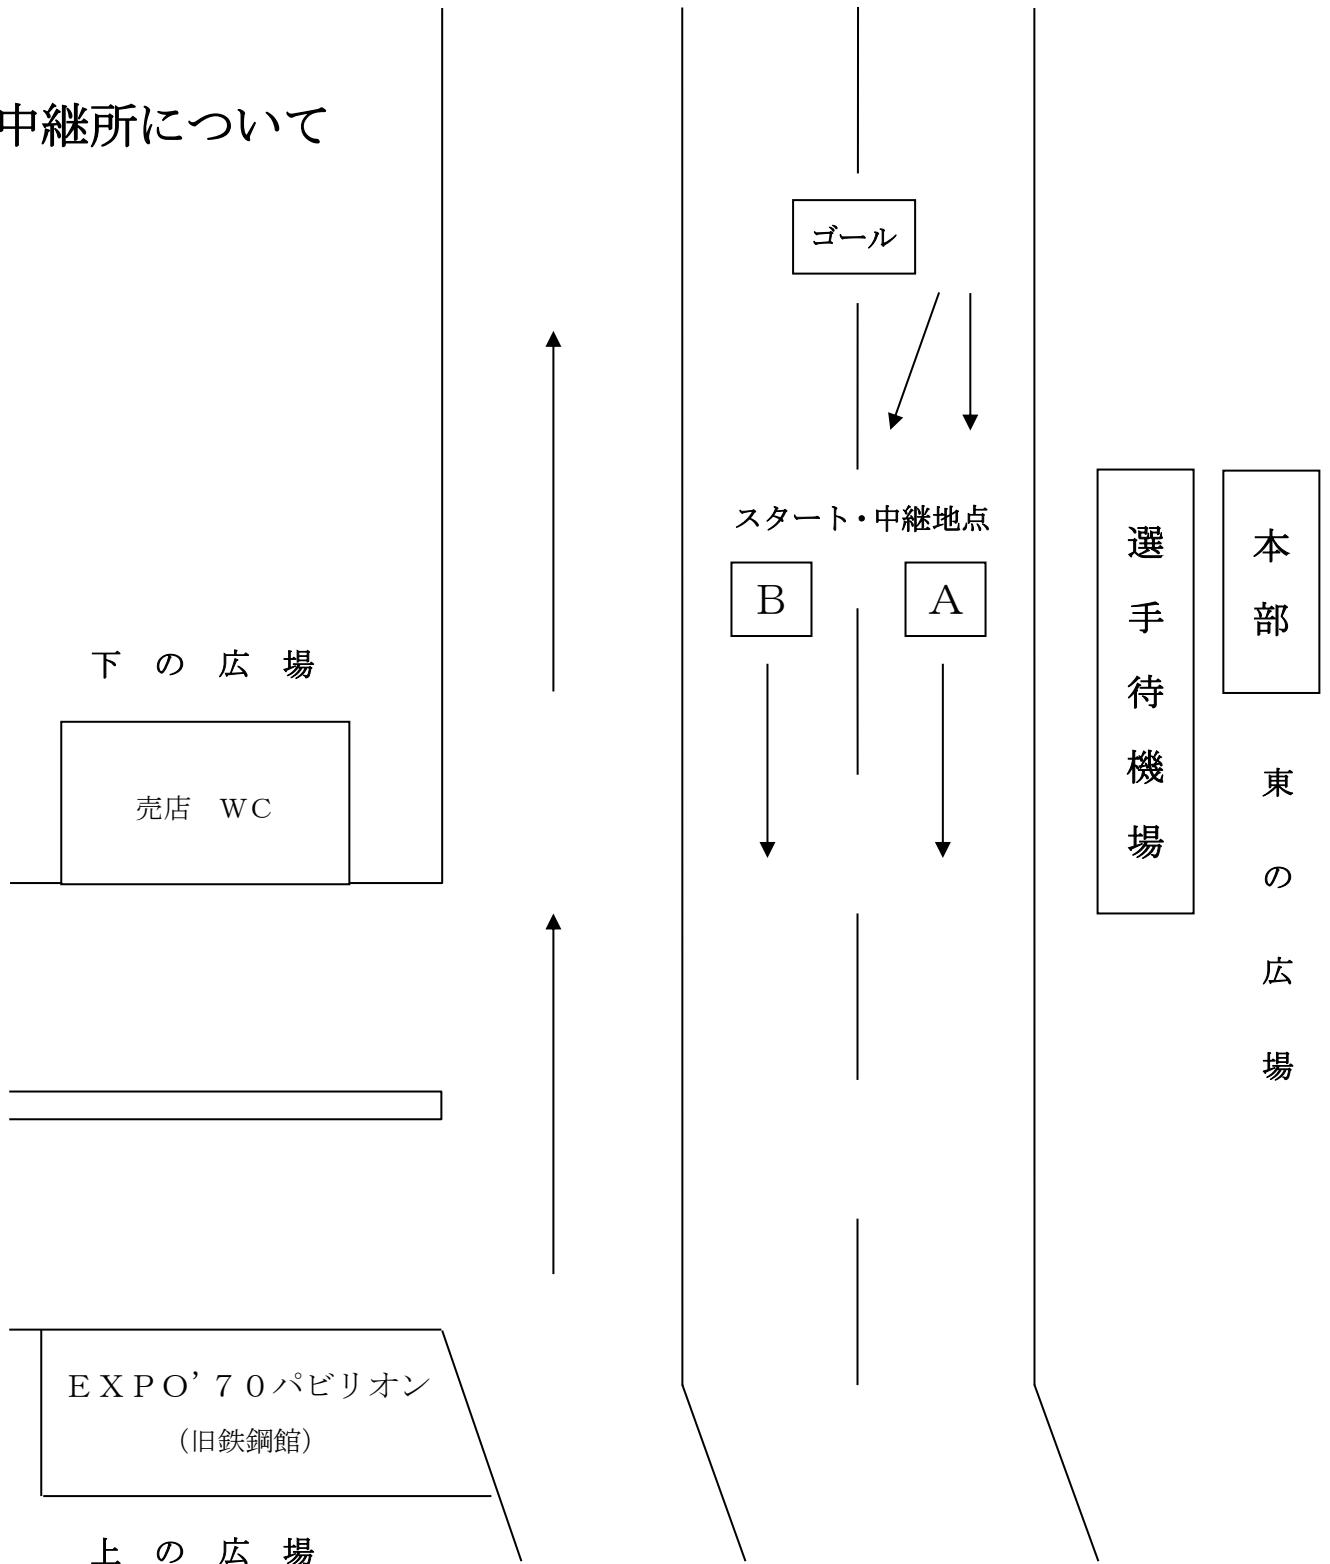 中継所について
ゴール
スタート・中継地点
B
A
選手待機場
本部
東の広場
下の広場
売店　WC
EXPO’70パビリオン
(旧鉄鋼館)
上の広場